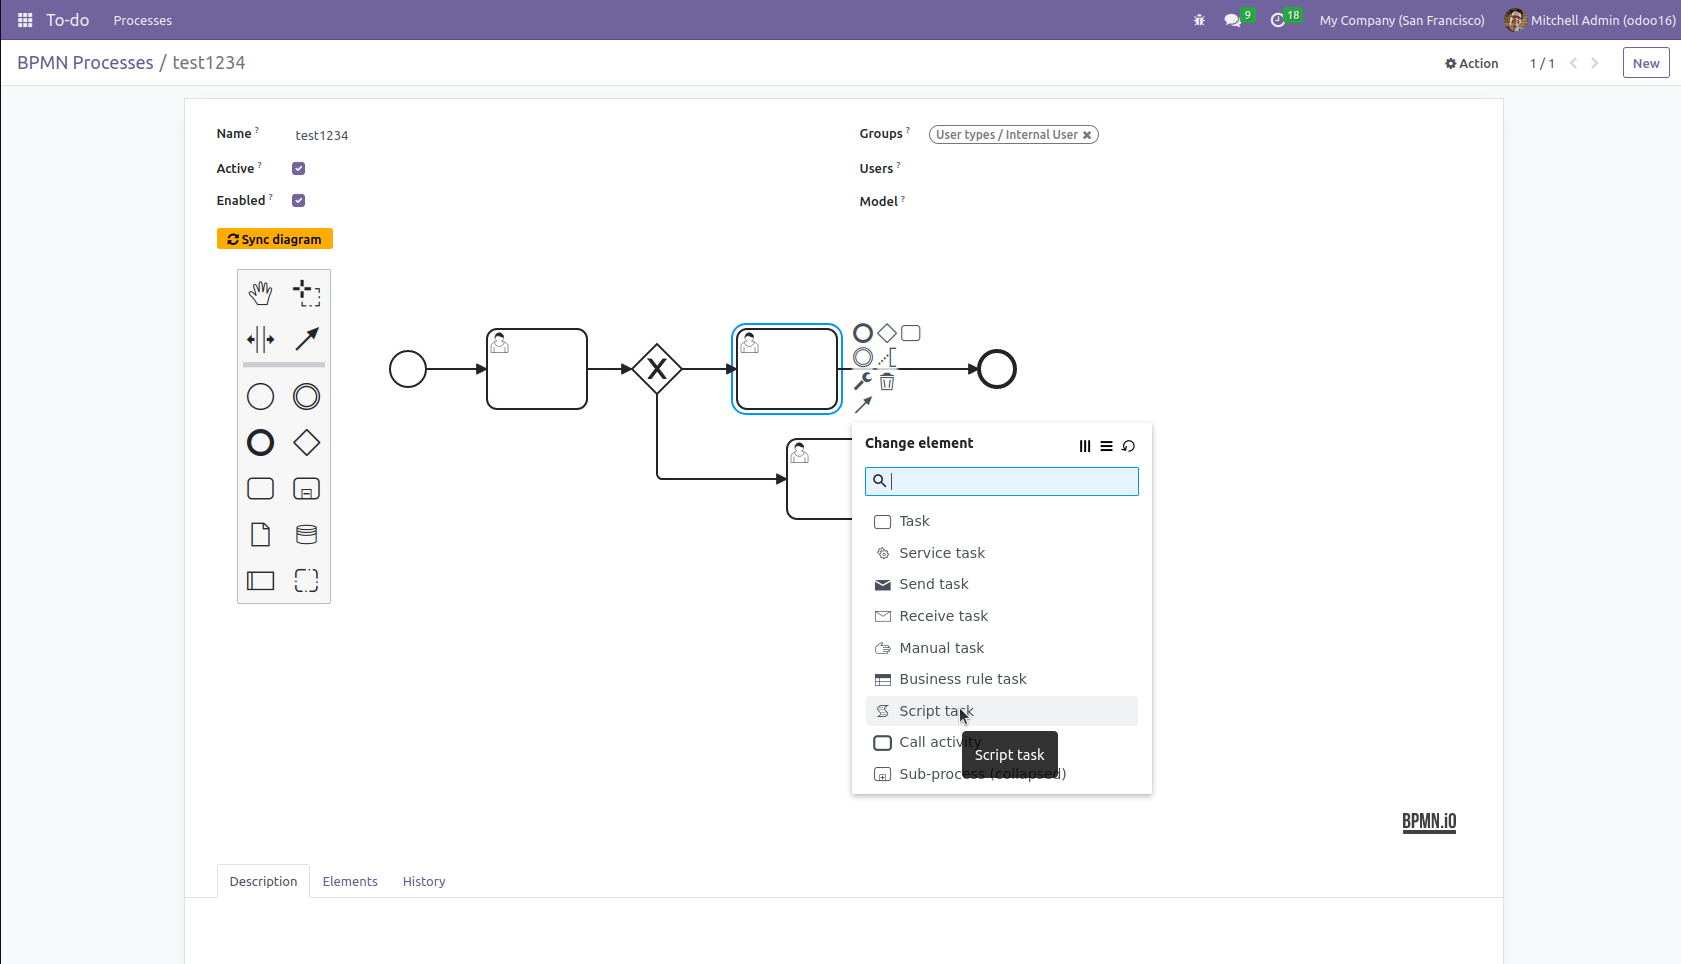 To-do Processes 9 18 My Company (San Francisco) Mitchell Admin (odoo16)
BPMN Processes / test1234 Action 1 / 1 New
Name ? test1234
Groups ? User types / Internal User ✖
Active ?
Users ?
Enabled ?
Model ?
Sync diagram
Change element
Task
Service task
Send task
Receive task
Manual task
Business rule task
Script task
Call activity
Script task
Sub-process (collapsed)
BPMN.iO
Description Elements History